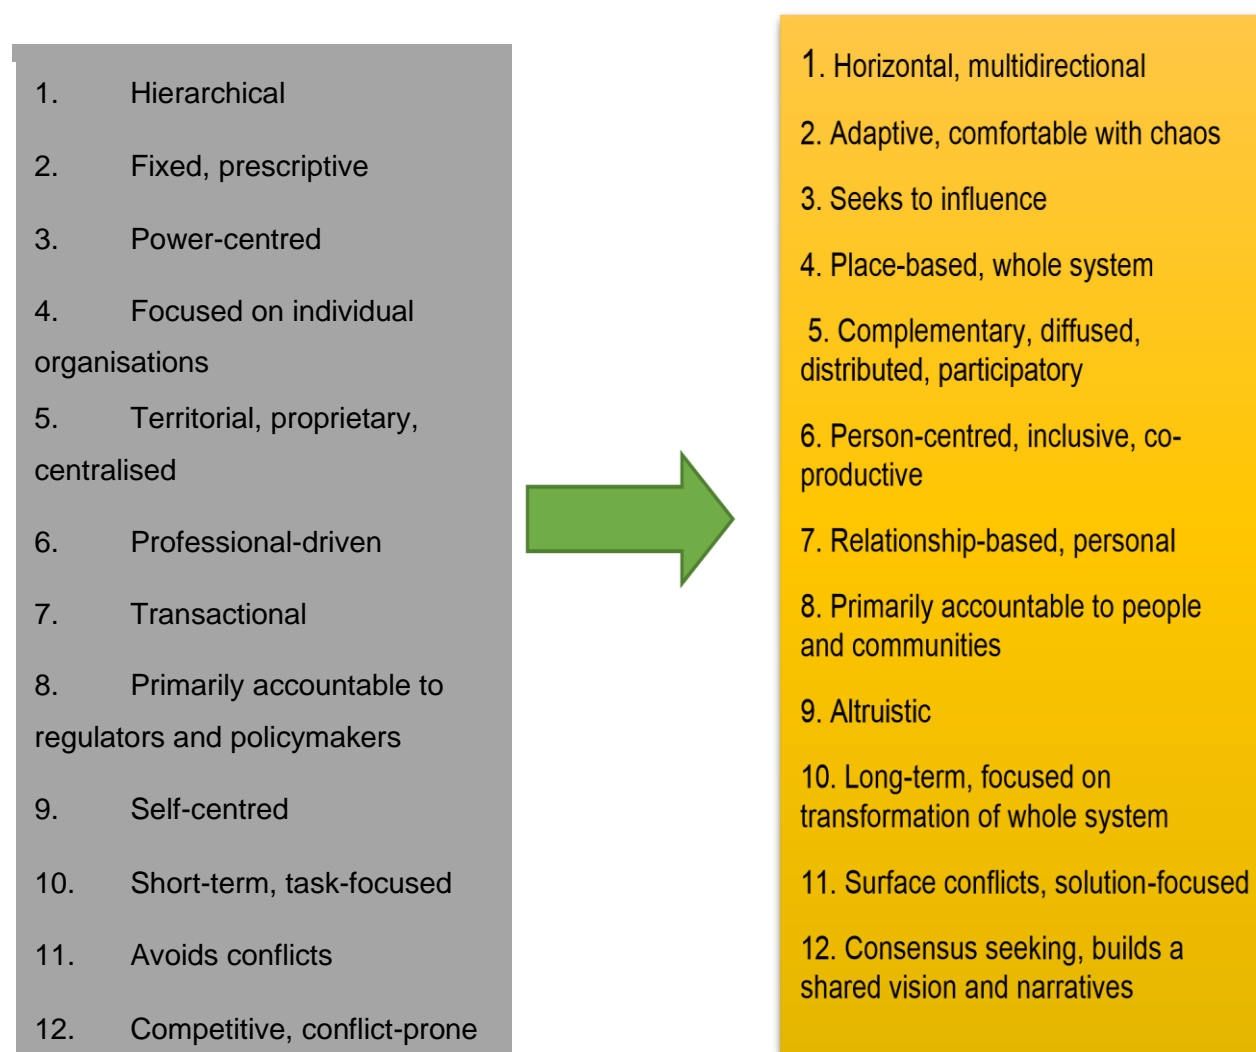 1. Hierarchical
2. Fixed, prescriptive
3. Power-centred
4. Focused on individual
organisations
5. Territorial, proprietary,
centralised
6. Professional-driven
7. Transactional
8. Primarily accountable to
regulators and policymakers
9. Self-centred
10. Short-term, task-focused
11. Avoids conflicts
12. Competitive, conflict-prone
1. Horizontal, multidirectional
2. Adaptive, comfortable with chaos
3. Seeks to influence
4. Place-based, whole system
5. Complementary, diffused,
distributed, participatory
6. Person-centred, inclusive, co-
productive
7. Relationship-based, personal
8. Primarily accountable to people
and communities
9. Altruistic
10. Long-term, focused on
transformation of whole system
11. Surface conflicts, solution-focused
12. Consensus seeking, builds a
shared vision and narratives